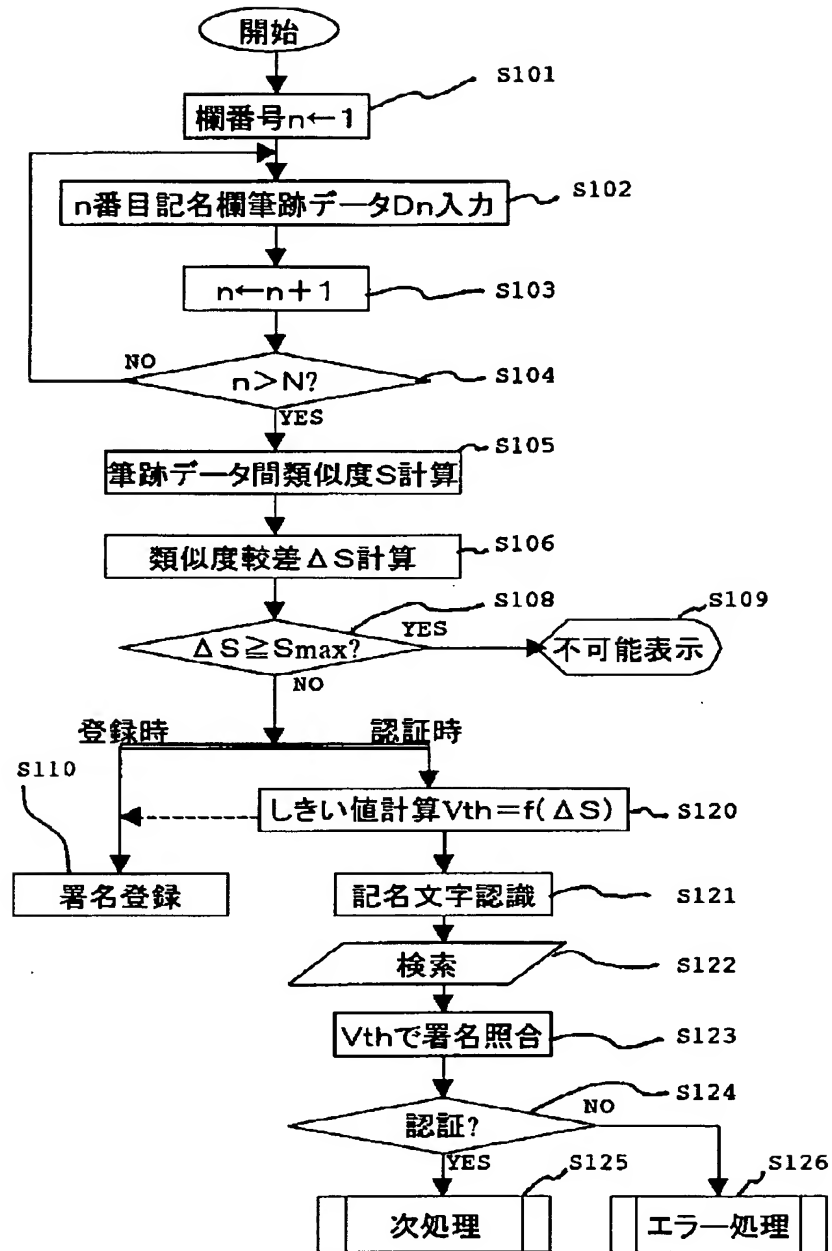 開始
S101
欄番号n←1
S102
n番目記名欄筆跡データDn入力
n←n+1
S103
NO
n>N?
S104
YES
S105
筆跡データ間類似度S計算
類似度較差ΔS計算
S106
S108
S109
ΔS≧Smax?
YES
不可能表示
NO
登録時
認証時
S110
しきい値計算Vth=f(ΔS)
S120
署名登録
記名文字認識
S121
検索
S122
Vthで署名照合
S123
S124
認証?
NO
YES
S125
S126
次処理
エラー処理